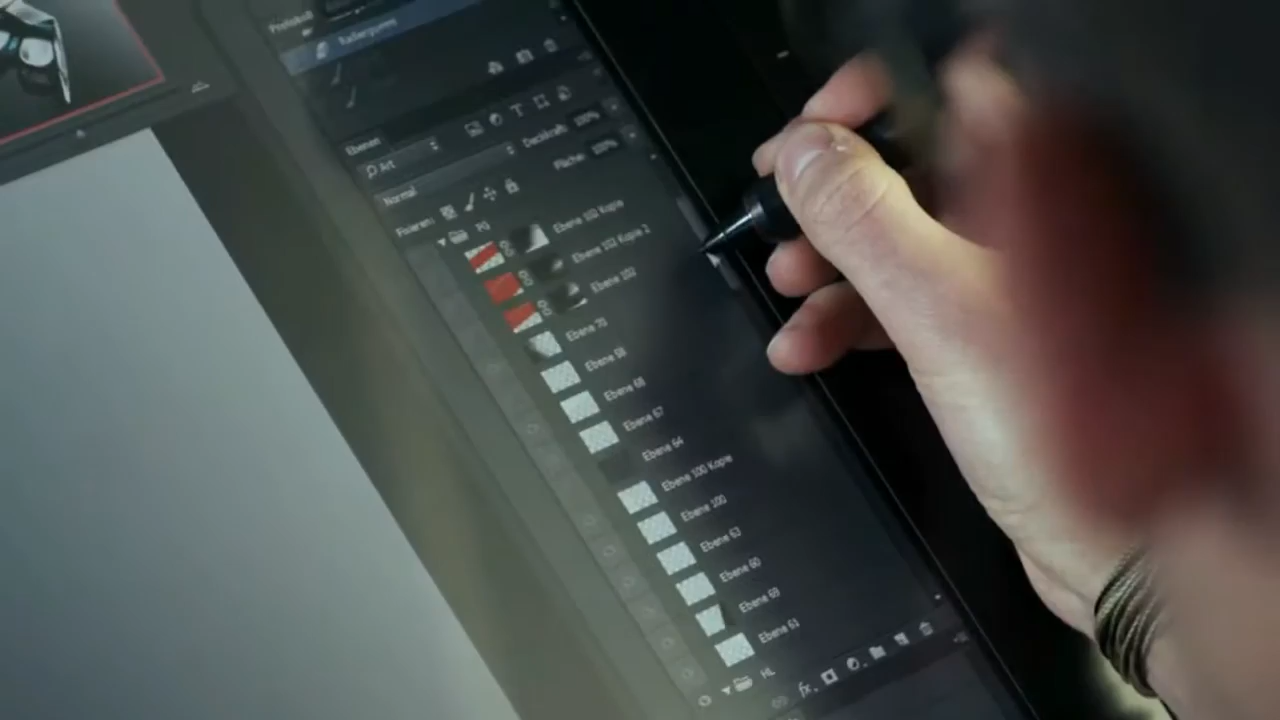 Protokoll
Radiergummi
Ebenen
Art
Normal
Deckkraft: 100%
Fixieren:
Fläche: 100%
Ebene 102 Kopie
Ebene 102 Kopie 2
Ebene 102
Ebene 70
Ebene 68
Ebene 67
Ebene 64
Ebene 100 Kopie
Ebene 100
Ebene 63
Ebene 60
Ebene 69
Ebene 61
HL
fx